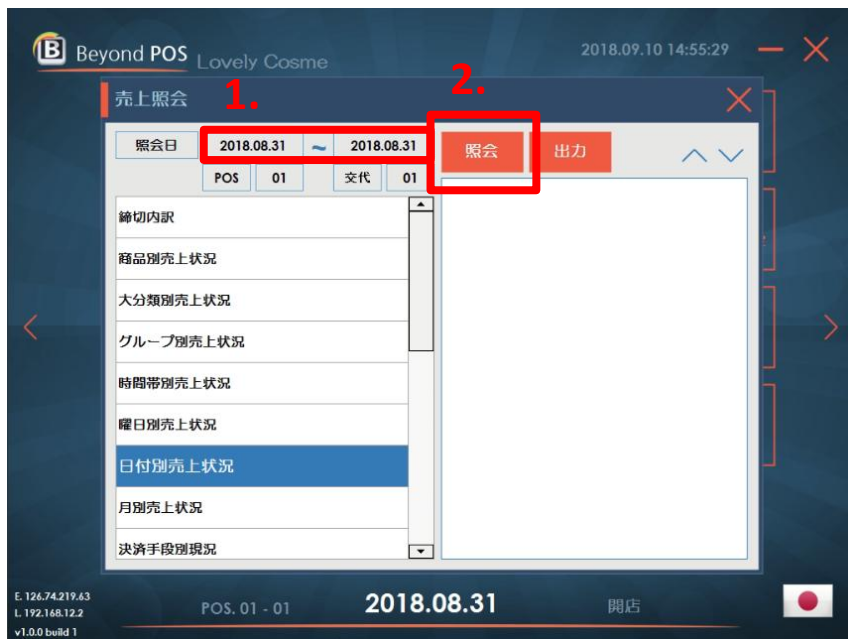 B Beyond POS Lovely Cosme 2018.09.10 14:55:29
売上照会
1. 2.
照会日 2018.08.31 ~ 2018.08.31 照会 出力
POS 01 交代 01
締切内訳
商品別売上状況
大分類別売上状況
グループ別売上状況
時間帯別売上状況
曜日別売上状況
日付別売上状況
月別売上状況
決済手段別現況
E. 126.74.219.63
L. 192.168.12.2
v1.0.0 build 1
POS. 01 - 01 2018.08.31 開店